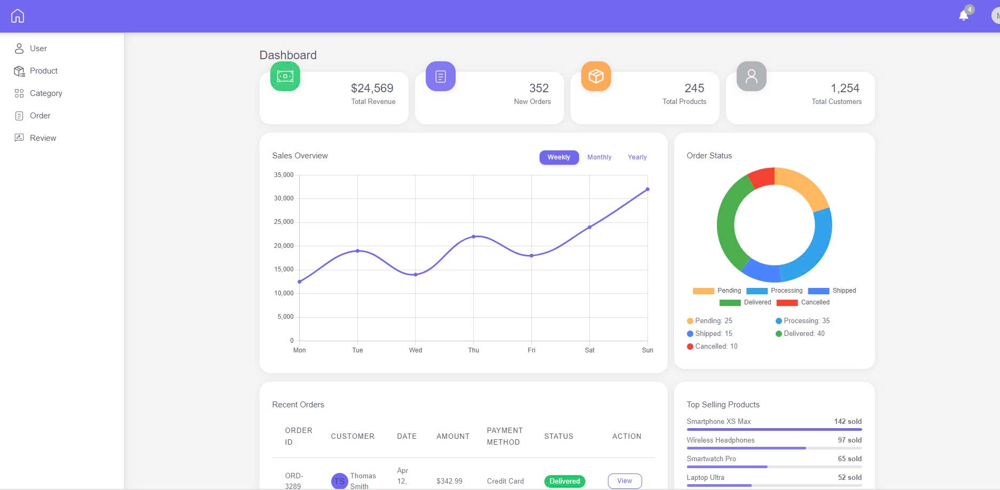 4
M
User
Product
Category
Order
Review
Dashboard
$24,569
Total Revenue
352
New Orders
245
Total Products
1,254
Total Customers
Sales Overview
Weekly Monthly Yearly
35,000
30,000
25,000
20,000
15,000
10,000
5,000
0
Mon Tue Wed Thu Fri Sat Sun
Order Status
Pending Processing Shipped
Delivered Cancelled
Pending: 25 Processing: 35
Shipped: 15 Delivered: 40
Cancelled: 10
Recent Orders
ORDER ID CUSTOMER DATE AMOUNT PAYMENT METHOD STATUS ACTION
ORD-3289 TS Thomas Smith Apr 12, $342.99 Credit Card Delivered View
Top Selling Products
Smartphone XS Max 142 sold
Wireless Headphones 97 sold
Smartwatch Pro 65 sold
Laptop Ultra 52 sold